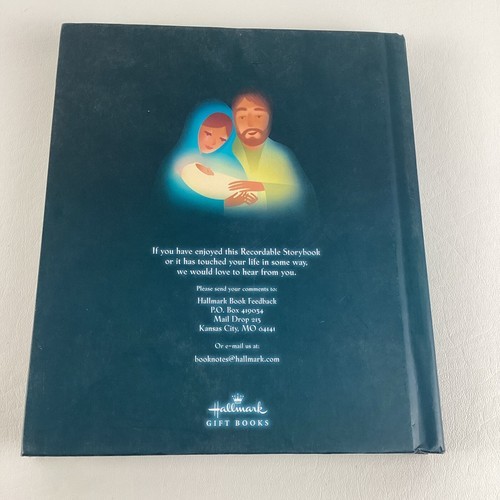 If you have enjoyed this Recordable Storybook
or it has touched your life in some way,
we would love to hear from you.
Please send your comments to:
Hallmark Book Feedback
P.O. Box 419034
Mail Drop 215
Kansas City, MO 64141
Or e-mail us at:
booknotes@hallmark.com
Hallmark
GIFT BOOKS